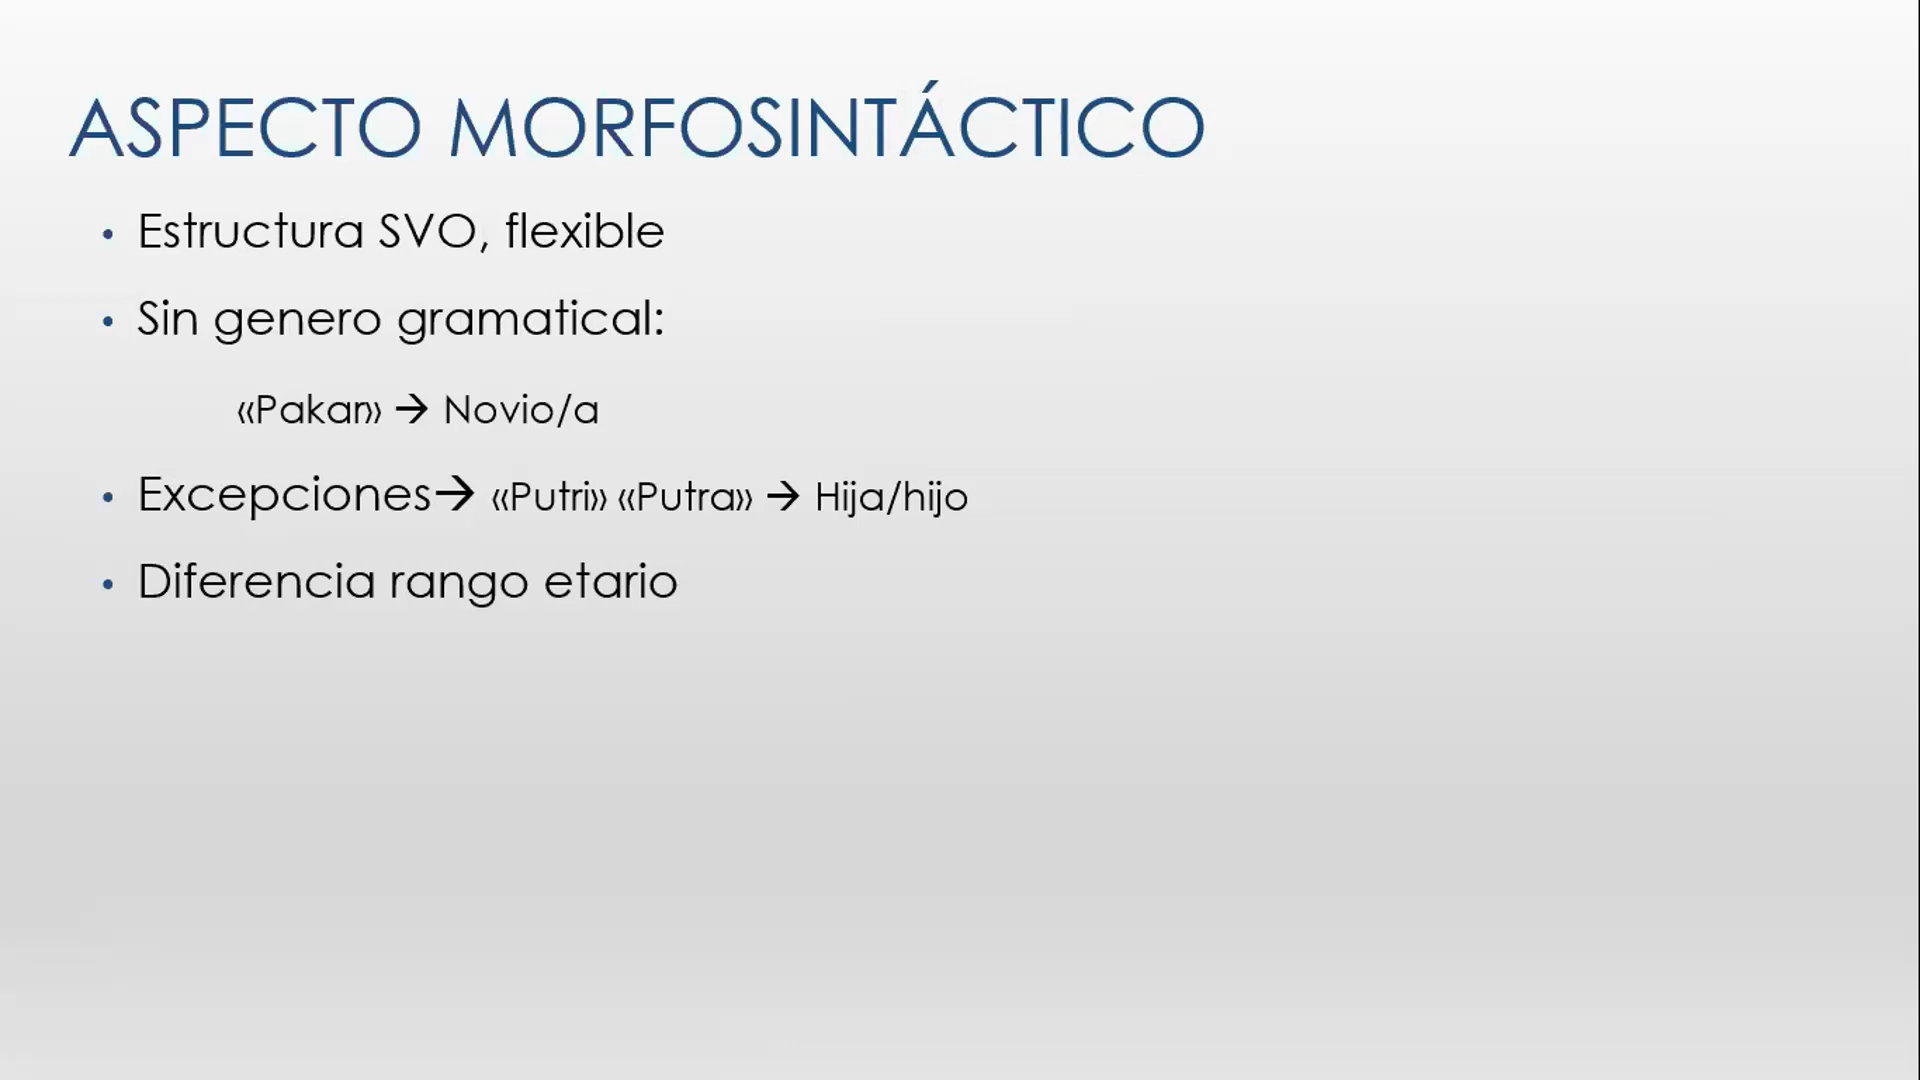 ASPECTO MORFOSINTÁCTICO
• Estructura SVO, flexible
• Sin genero gramatical:
«Pakan» → Novio/a
• Excepciones→ «Putri» «Putra» → Hija/hijo
• Diferencia rango etario